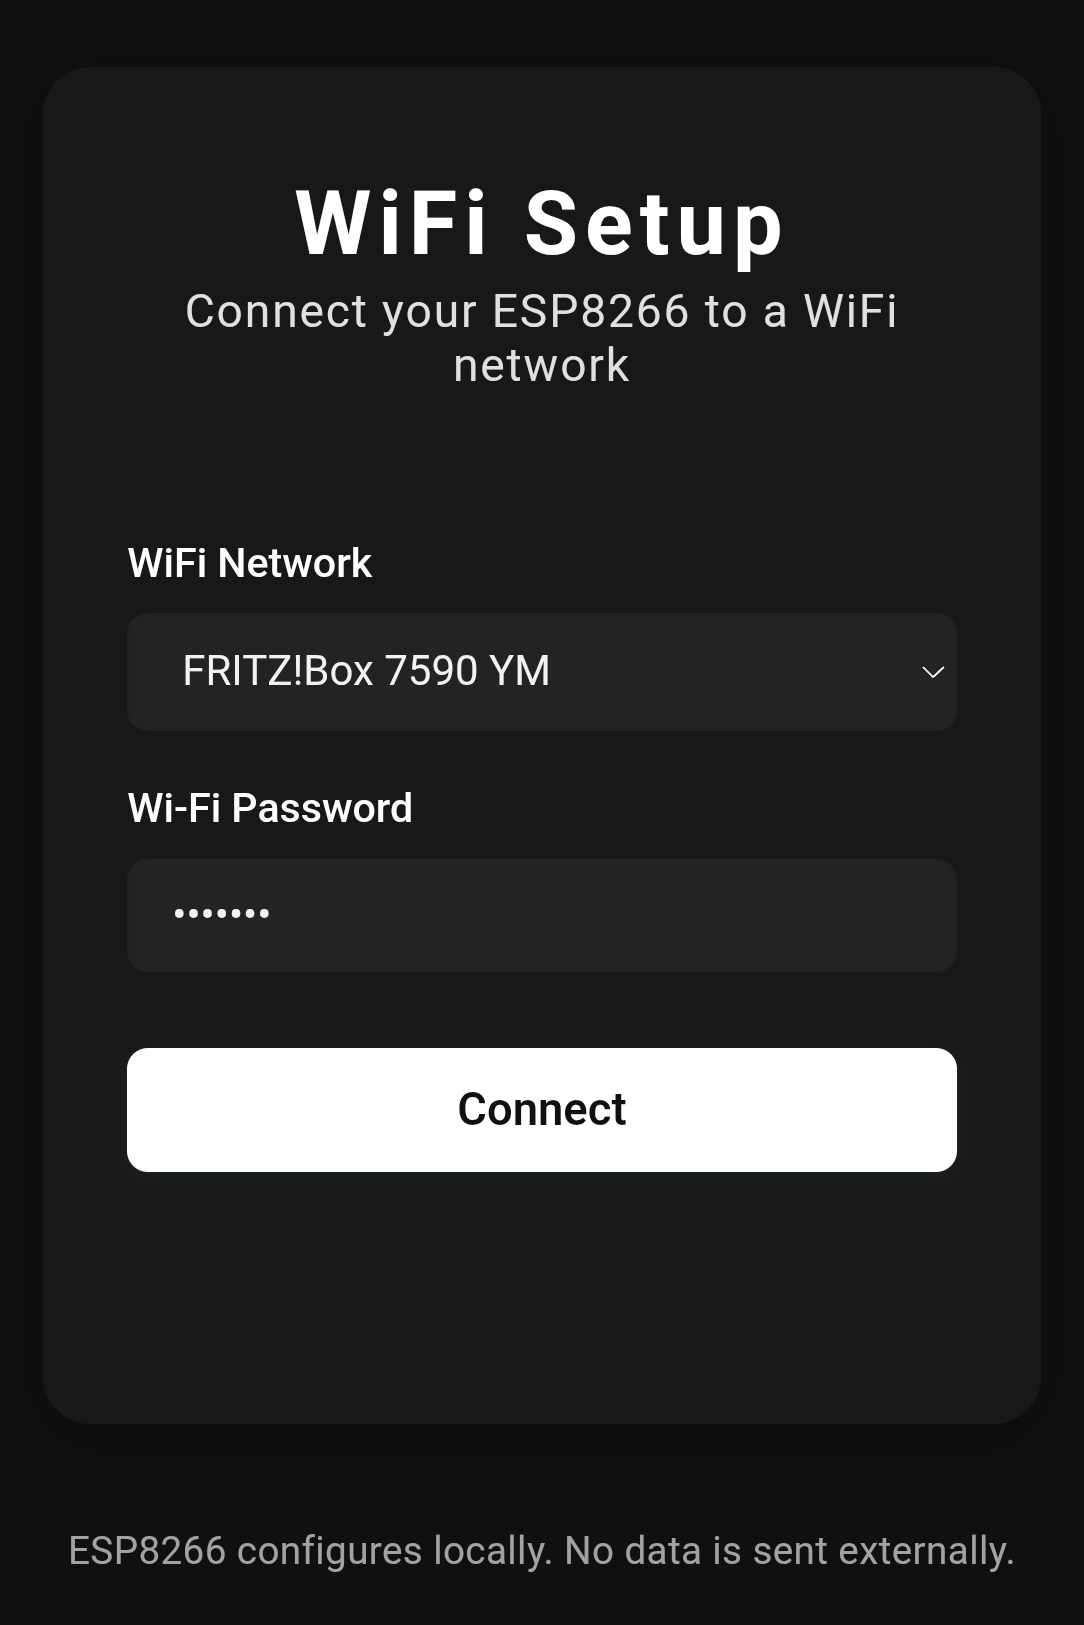 WiFi Setup
Connect your ESP8266 to a WiFi
network
WiFi Network
FRITZ!Box 7590 YM
Wi-Fi Password
•••••••
Connect
ESP8266 configures locally. No data is sent externally.